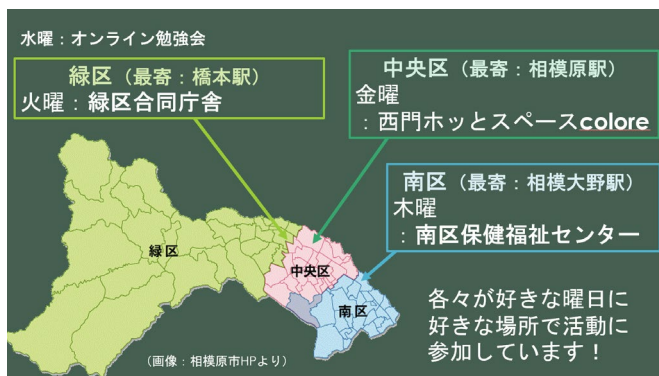 水曜：オンライン勉強会
緑区（最寄：橋本駅）
火曜：緑区合同庁舎
中央区（最寄：相模原駅）
金曜
：西門ホッとスペースcolore
南区（最寄：相模大野駅）
木曜
：南区保健福祉センター
緑区
中央区
南区
各々が好きな曜日に
好きな場所で活動に
参加しています！
（画像：相模原市HPより）